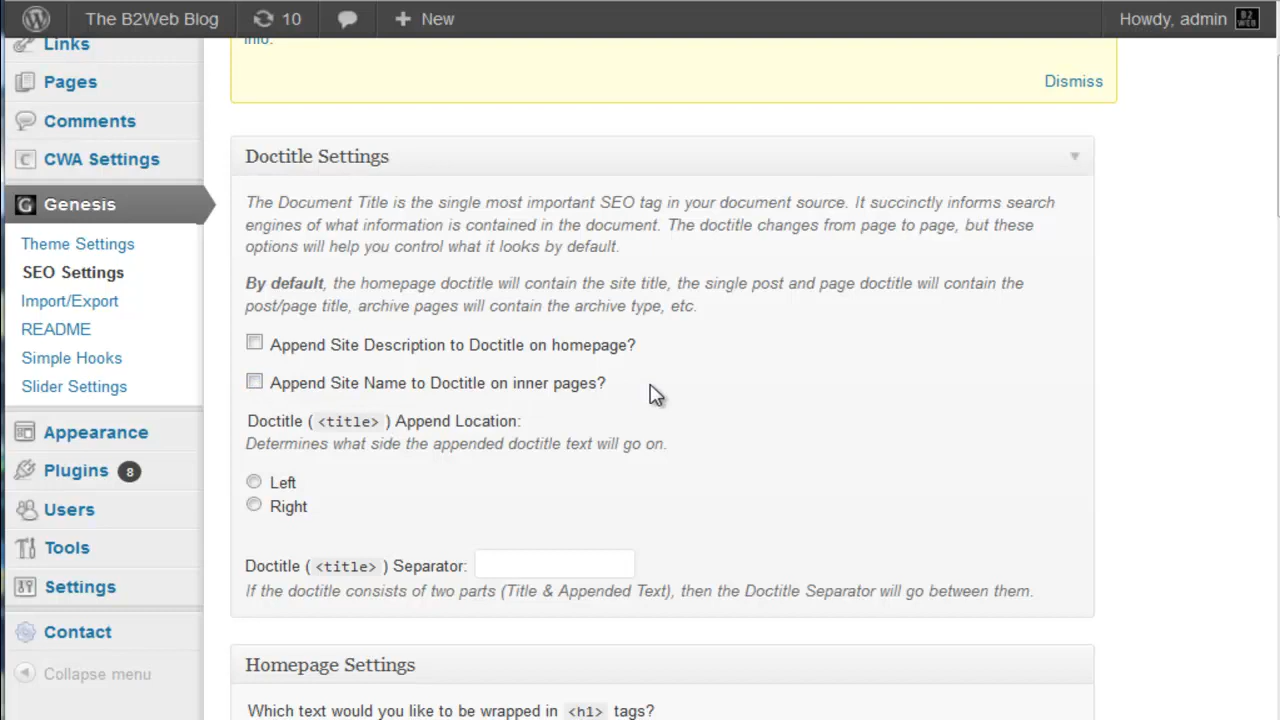 The B2Web Blog 10 New Howdy, admin B2 WEB
Links
Pages
Comments
C CWA Settings
G Genesis
Theme Settings
SEO Settings
Import/Export
README
Simple Hooks
Slider Settings
Appearance
Plugins 8
Users
Tools
Settings
Contact
Collapse menu
info.
Dismiss
Doctitle Settings
The Document Title is the single most important SEO tag in your document source. It succinctly informs search
engines of what information is contained in the document. The doctitle changes from page to page, but these
options will help you control what it looks by default.
By default, the homepage doctitle will contain the site title, the single post and page doctitle will contain the
post/page title, archive pages will contain the archive type, etc.
Append Site Description to Doctitle on homepage?
Append Site Name to Doctitle on inner pages?
Doctitle ( <title> ) Append Location:
Determines what side the appended doctitle text will go on.
Left
Right
Doctitle ( <title> ) Separator:
If the doctitle consists of two parts (Title & Appended Text), then the Doctitle Separator will go between them.
Homepage Settings
Which text would you like to be wrapped in <h1> tags?